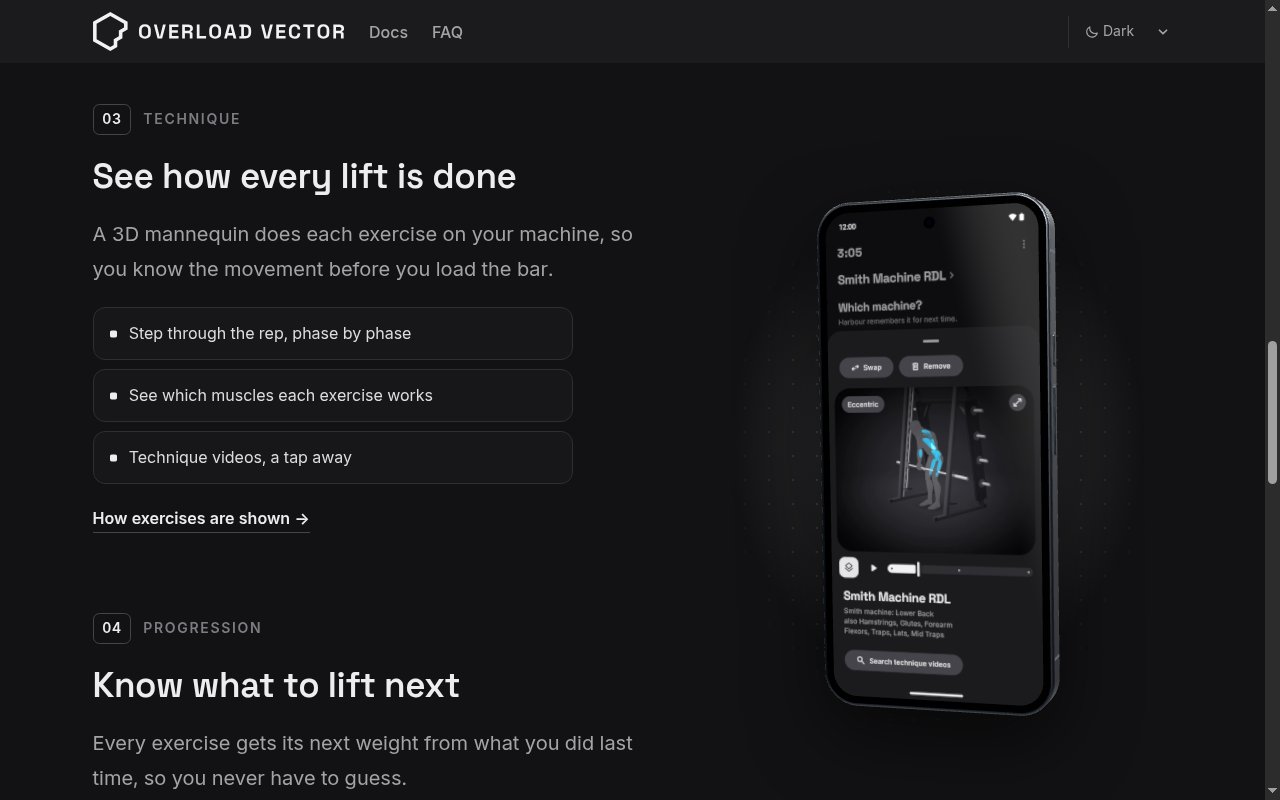 OVERLOAD VECTOR
Docs
FAQ
Dark
03
TECHNIQUE
See how every lift is done
A 3D mannequin does each exercise on your machine, so
you know the movement before you load the bar.
Step through the rep, phase by phase
See which muscles each exercise works
Technique videos, a tap away
How exercises are shown →
04
PROGRESSION
Know what to lift next
Every exercise gets its next weight from what you did last
time, so you never have to guess.
12:00
3:05
Smith Machine RDL ›
Which machine?
Harbour remembers it for next time.
Swap
Remove
Eccentric
Smith Machine RDL
Smith machine: Lower Back
also Hamstrings, Glutes, Forearm
Flexors, Traps, Lats, Mid Traps
Search technique videos